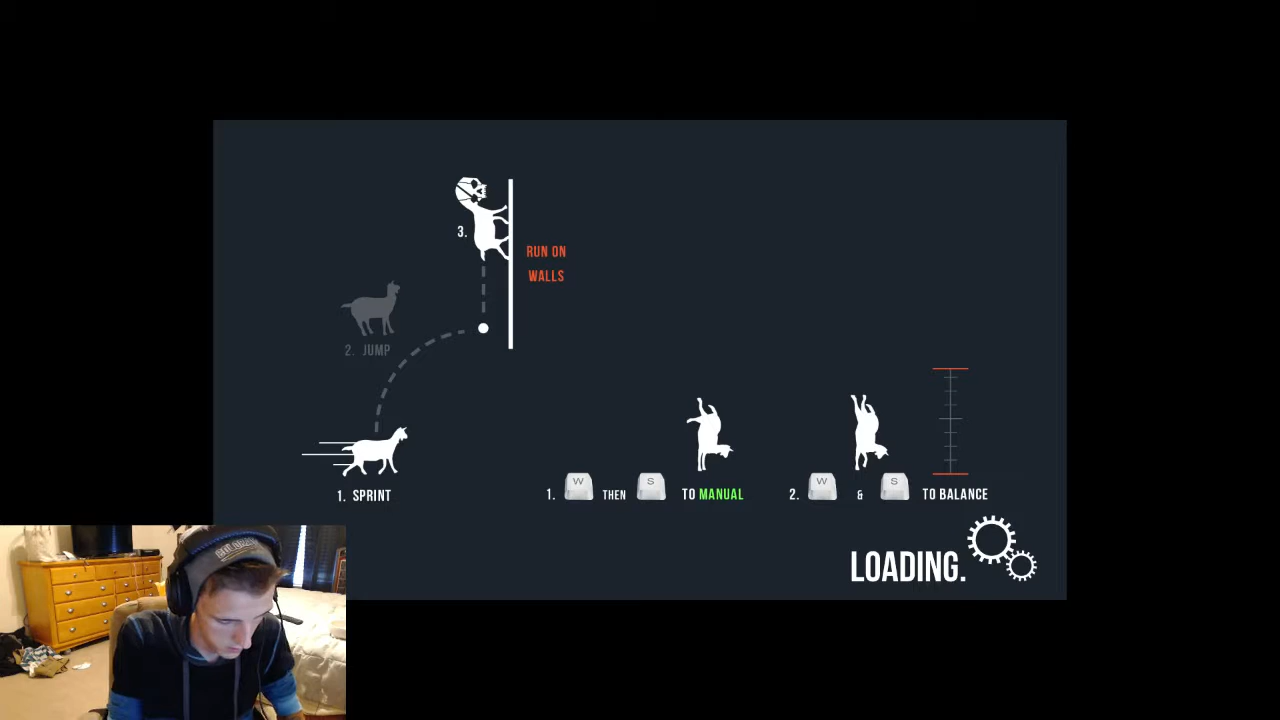 3.
RUN ON
WALLS
2. JUMP
1. SPRINT
1. W THEN S TO MANUAL
2. W & S TO BALANCE
LOADING.